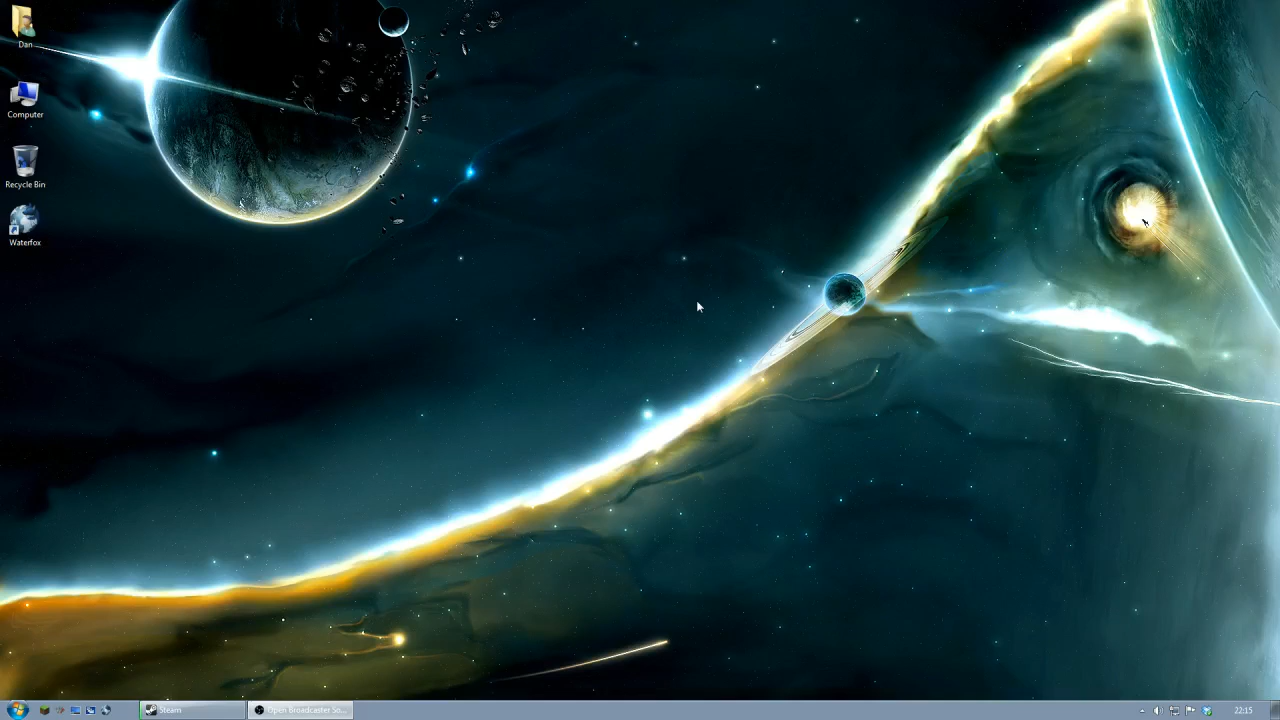 Dan
Computer
Recycle Bin
Waterfox
Steam
Open Broadcaster So...
22:15